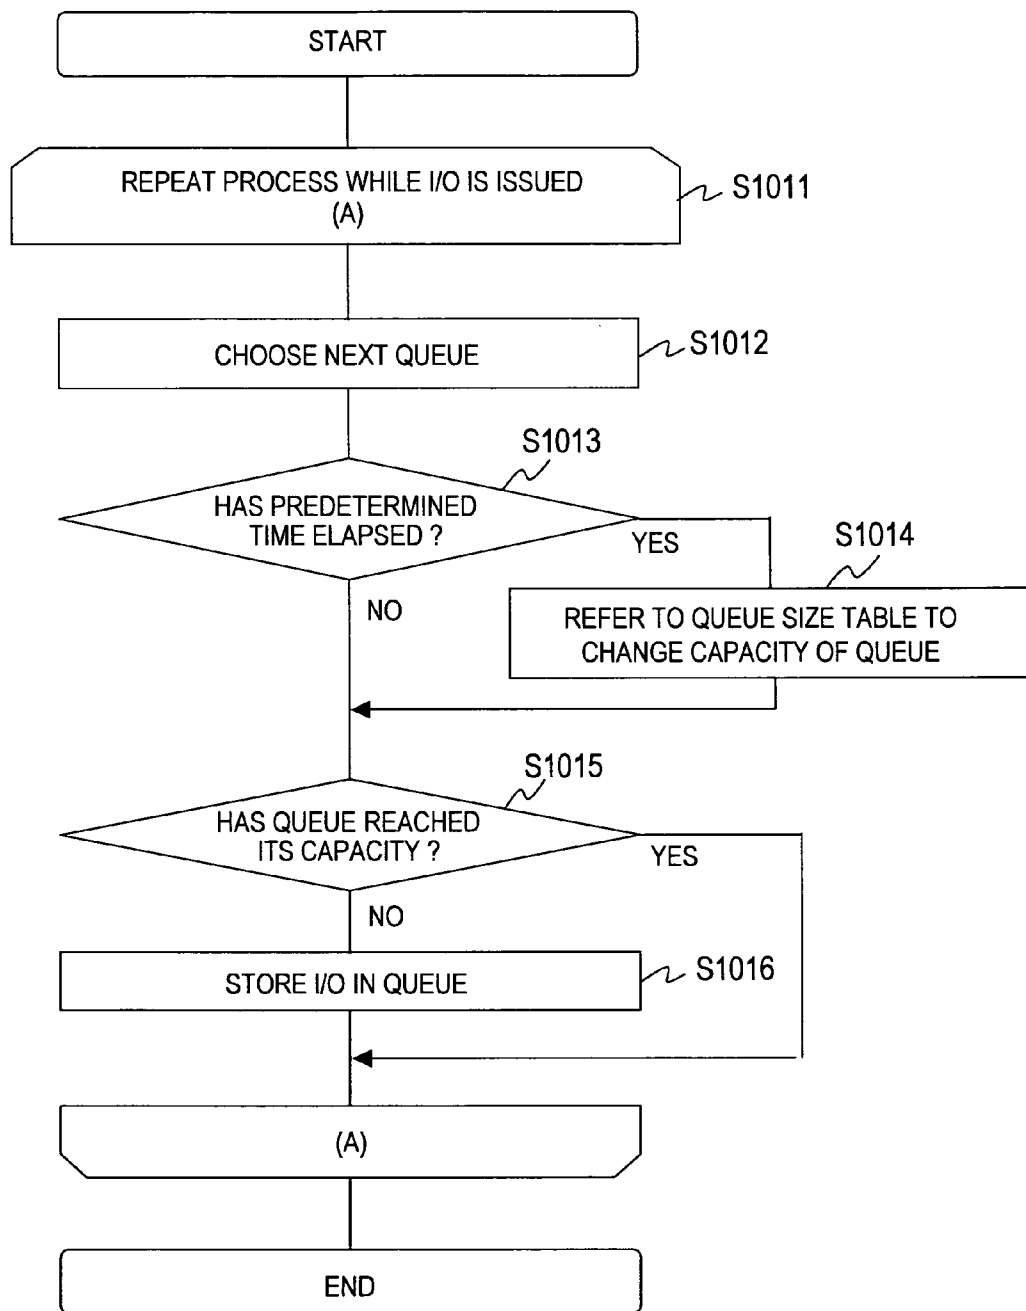 START
REPEAT PROCESS WHILE I/O IS ISSUED
(A)
S1011
CHOOSE NEXT QUEUE
S1012
S1013
HAS PREDETERMINED
TIME ELAPSED ?
YES
S1014
NO
REFER TO QUEUE SIZE TABLE TO
CHANGE CAPACITY OF QUEUE
S1015
HAS QUEUE REACHED
ITS CAPACITY ?
YES
NO
STORE I/O IN QUEUE
S1016
(A)
END